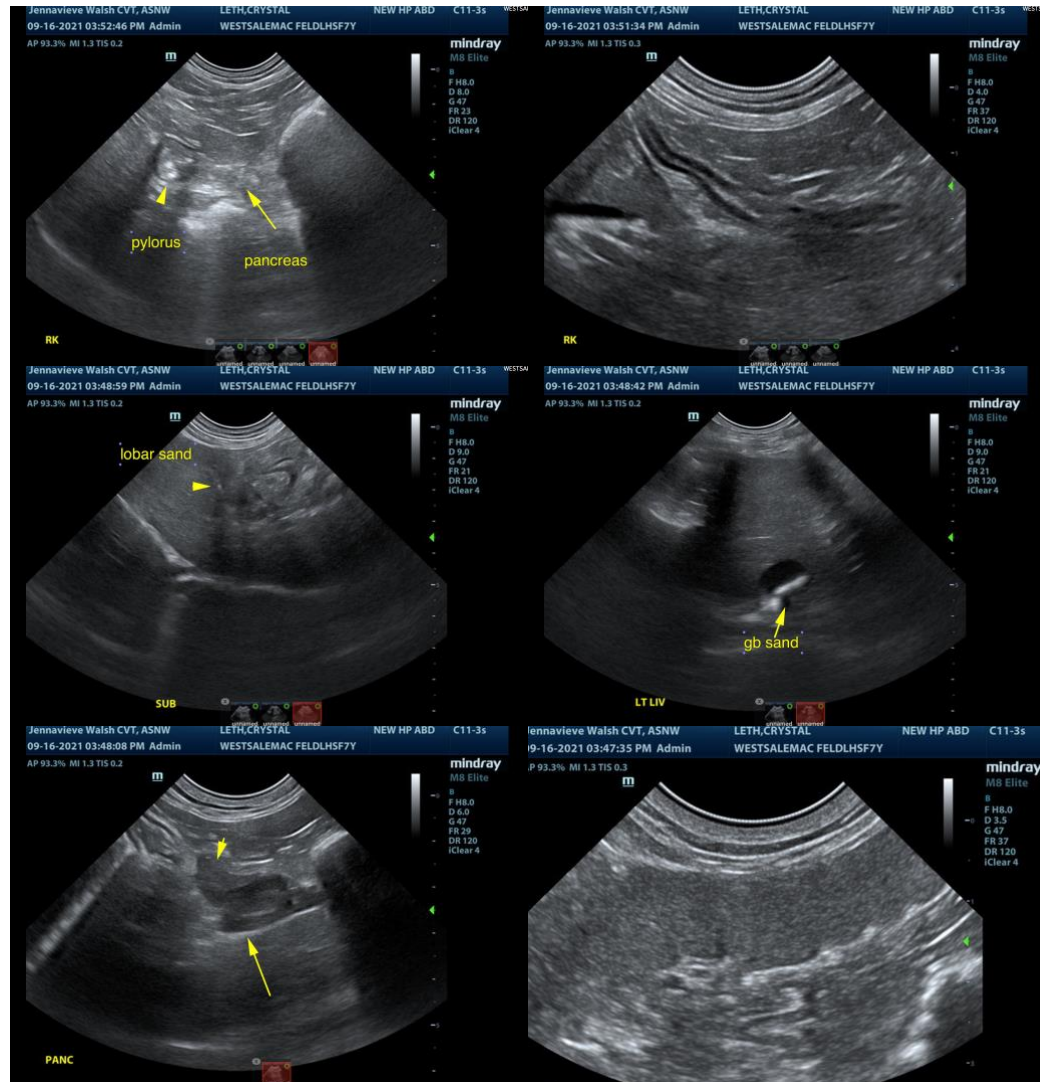 Jennavieve Walsh CVT, ASNW LETH,CRYSTAL NEW HP ABD C11-3s
09-16-2021 03:52:46 PM Admin WESTSALEMAC FELDLHSF7Y
AP 93.3% MI 1.3 TIS 0.2
mindray
M8 Elite
m
B
F H8.0
D 8.0
G 47
FR 23
DR 120
iClear 4
pylorus
pancreas
RK
unnamed unnamed unnamed unnamed
Jennavieve Walsh CVT, ASNW LETH,CRYSTAL NEW HP ABD C11-3s
09-16-2021 03:51:34 PM Admin WESTSALEMAC FELDLHSF7Y
AP 93.3% MI 1.3 TIS 0.3
mindray
M8 Elite
m
B
F H8.0
D 4.0
G 47
FR 37
DR 120
iClear 4
RK
unnamed unnamed unnamed
Jennavieve Walsh CVT, ASNW LETH,CRYSTAL NEW HP ABD C11-3s
09-16-2021 03:48:59 PM Admin WESTSALEMAC FELDLHSF7Y
AP 93.3% MI 1.3 TIS 0.2
mindray
M8 Elite
m
B
F H8.0
D 9.0
G 47
FR 21
DR 120
iClear 4
lobar sand
SUB
unnamed unnamed unnamed
Jennavieve Walsh CVT, ASNW LETH,CRYSTAL NEW HP ABD C11-3s
09-16-2021 03:48:42 PM Admin WESTSALEMAC FELDLHSF7Y
AP 93.3% MI 1.3 TIS 0.2
mindray
M8 Elite
m
B
F H8.0
D 9.0
G 47
FR 21
DR 120
iClear 4
gb sand
LT LIV
unnamed unnamed
Jennavieve Walsh CVT, ASNW LETH,CRYSTAL NEW HP ABD C11-3s
09-16-2021 03:48:08 PM Admin WESTSALEMAC FELDLHSF7Y
AP 93.3% MI 1.3 TIS 0.2
mindray
M8 Elite
m
B
F H8.0
D 6.0
G 47
FR 29
DR 120
iClear 4
PANC
unnamed
Jennavieve Walsh CVT, ASNW LETH,CRYSTAL NEW HP ABD C11-3s
9-16-2021 03:47:35 PM Admin WESTSALEMAC FELDLHSF7Y
P 93.3% MI 1.3 TIS 0.3
mindray
M8 Elite
m
B
F H8.0
D 3.5
G 47
FR 37
DR 120
iClear 4